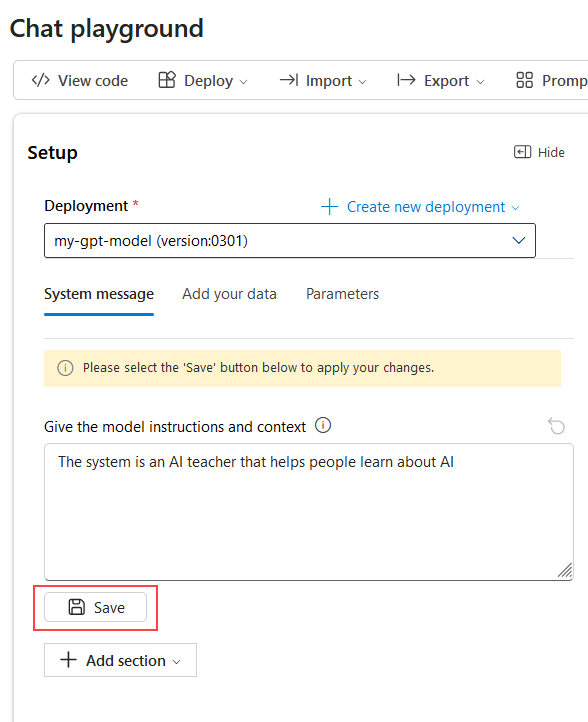 Chat playground
</> View code Deploy Import Export Promp
Setup
Hide
Deployment *
Create new deployment
my-gpt-model (version:0301)
System message Add your data Parameters
Please select the 'Save' button below to apply your changes.
Give the model instructions and context
The system is an AI teacher that helps people learn about AI
Save
Add section